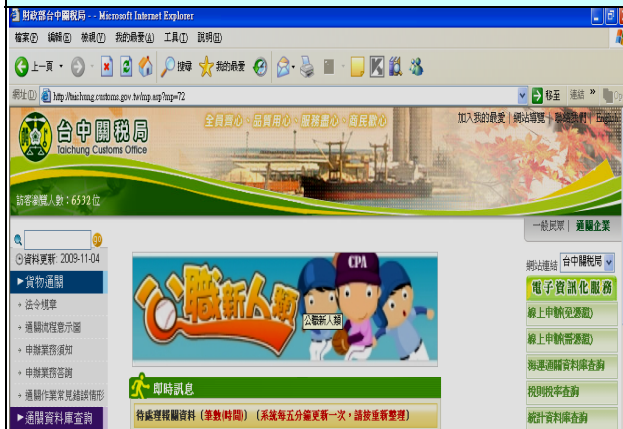 財政部台中關稅局 - - Microsoft Internet Explorer
檔案(F) 編輯(E) 檢視(V) 我的最愛(A) 工具(T) 說明(H)
上一頁 搜尋 我的最愛
網址(D) http://taichung.customs.gov.tw/mp.asp?mp=72 移至 連結 »
台中關稅局
Taichung Customs Office
全員貼心、品質用心、服務盡心、商民歡心
加入我的最愛 | 網站導覽 | 聯絡我們 | English
訪客瀏覽人數：6532 位
一般民眾 | 通關企業
資料更新: 2009-11-04
網站連結 台中關稅局
►貨物通關
法令規章
通關流程意示圖
申辦業務須知
申辦業務答詢
通關作業常見錯誤情形
►通關資料庫查詢
CPA
公職新人類
公職新人類
即時訊息
待處理報關資料（筆數(時間)）（系統每五分鐘更新一次，請按重新整理）
電子資訊化服務
線上申辦(免憑證)
線上申辦(需憑證)
海運通關資料庫查詢
稅則稅率查詢
統計資料庫查詢